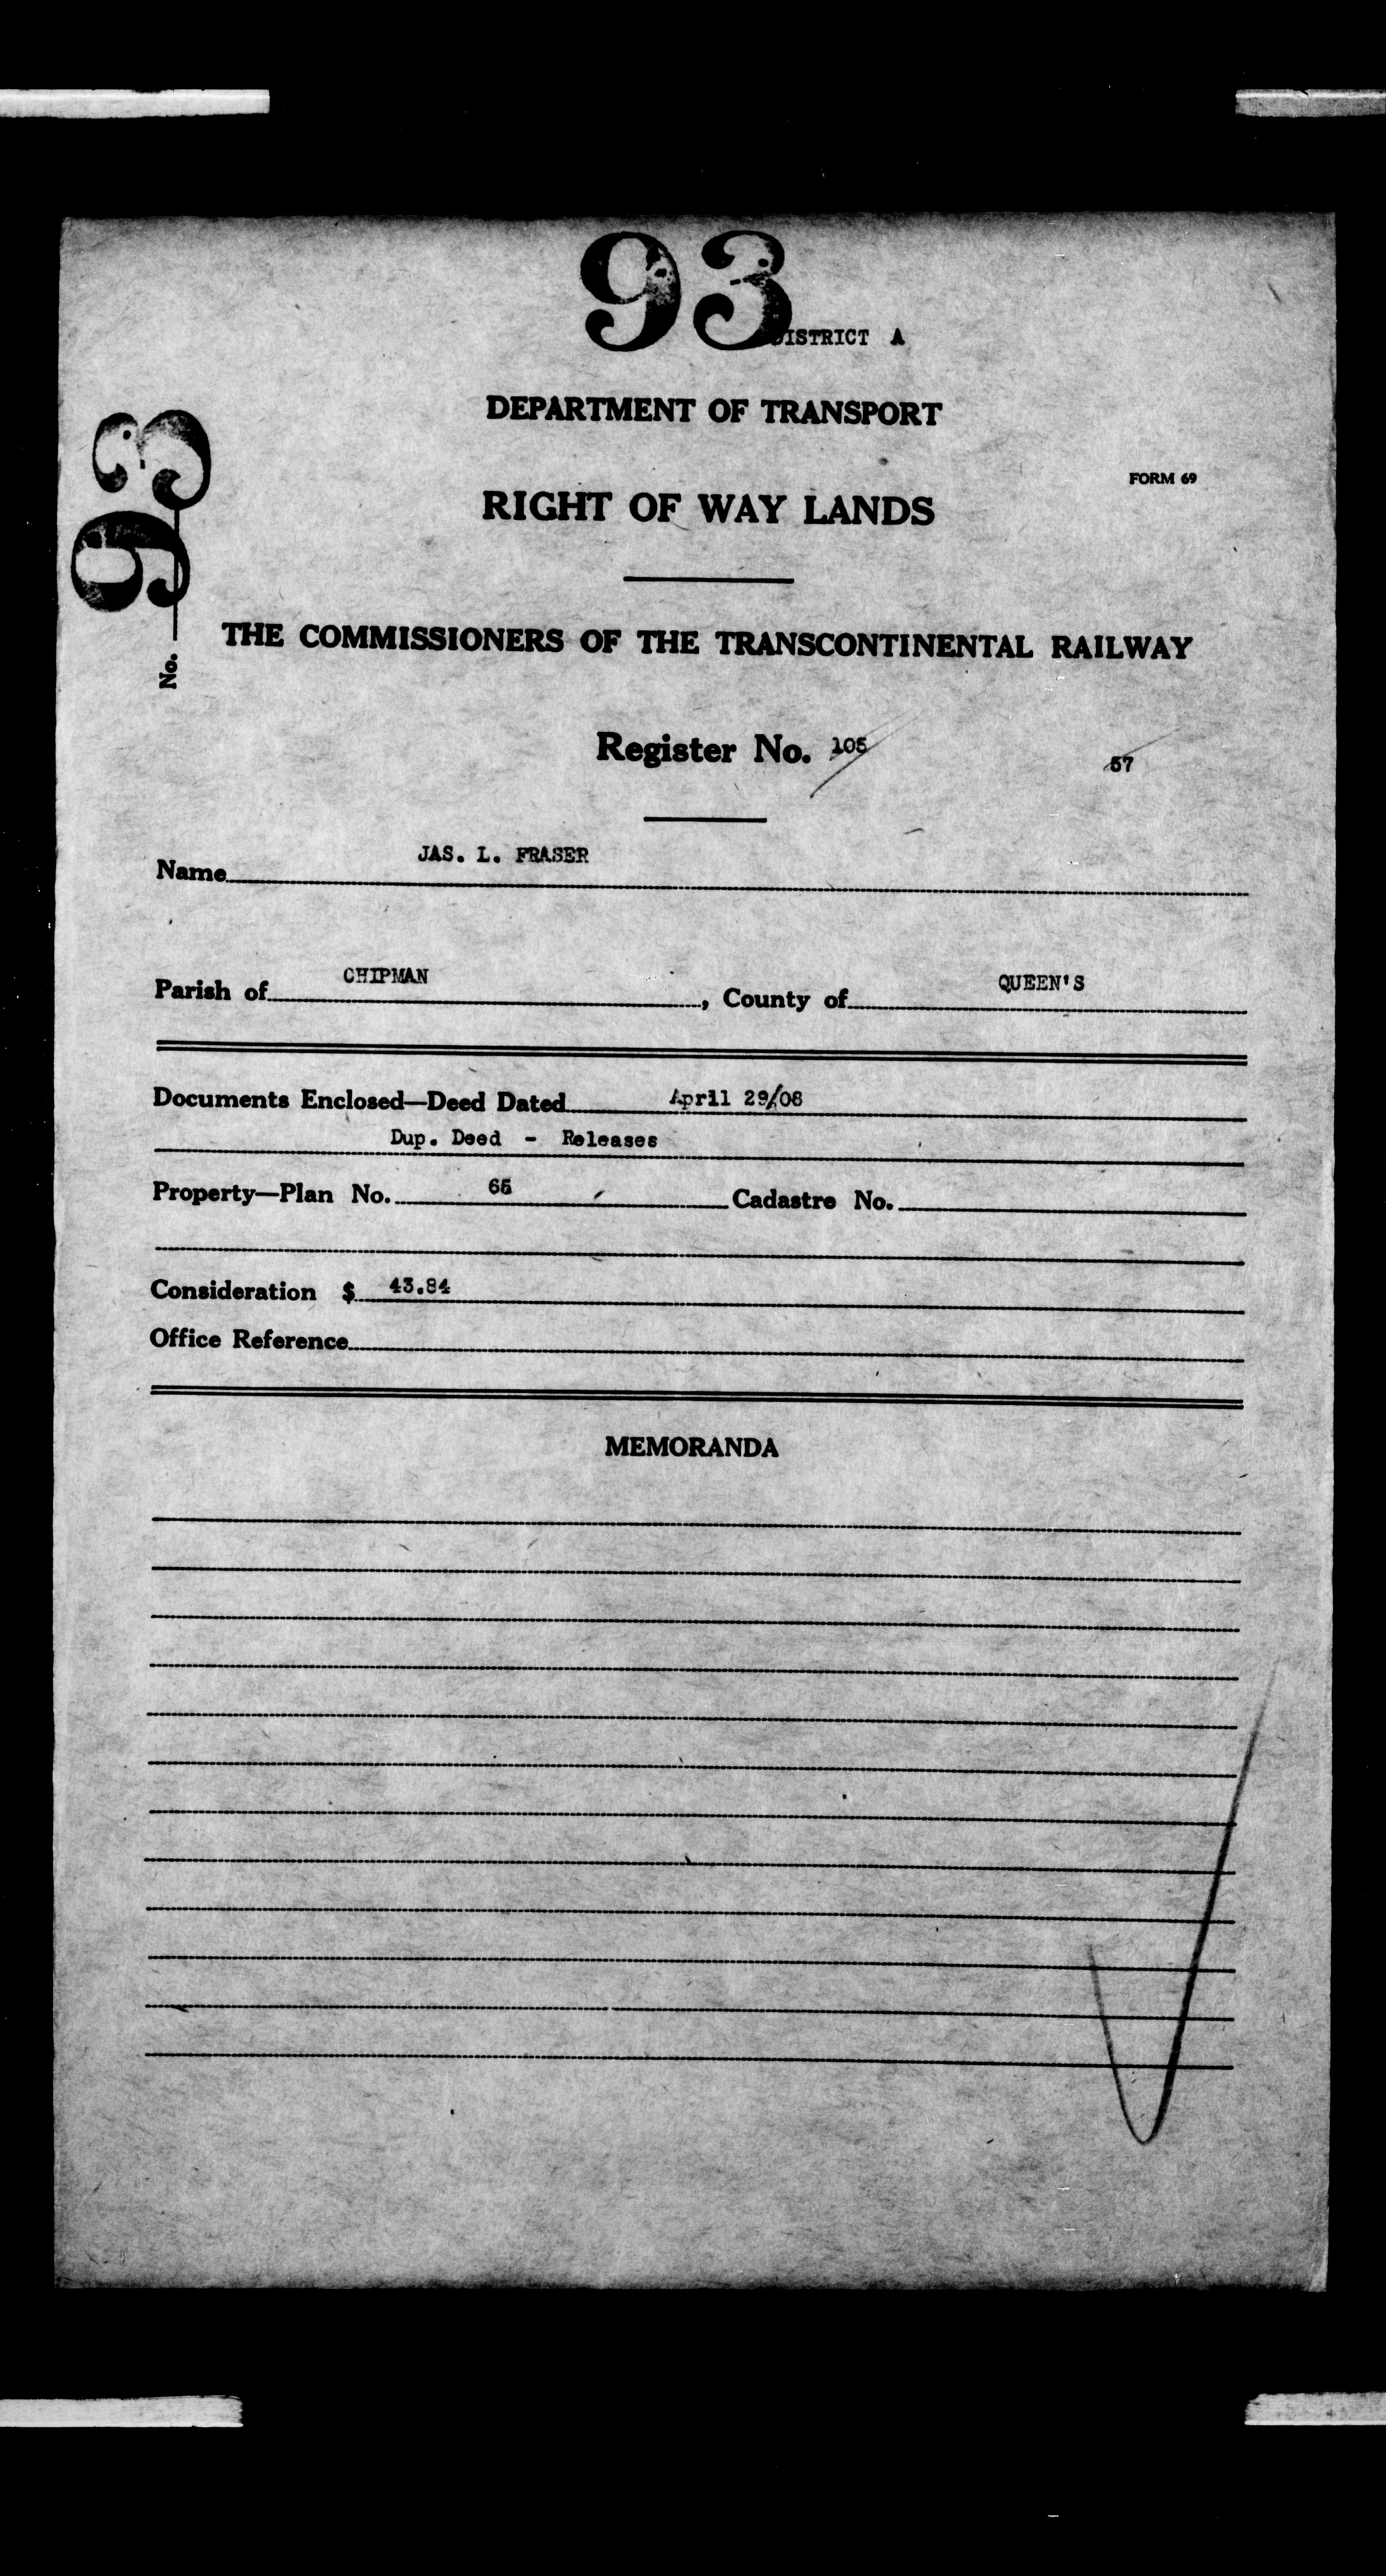 93
DISTRICT A
DEPARTMENT OF TRANSPORT
FORM 69
RIGHT OF WAY LANDS
No. 93
THE COMMISSIONERS OF THE TRANSCONTINENTAL RAILWAY
Register No. 105
57
Name JAS. L. FRASER
Parish of CHIPMAN, County of QUEEN'S
Documents Enclosed—Deed Dated April 29/08
Dup. Deed - Releases
Property—Plan No. 65 Cadastre No.
Consideration $ 43.84
Office Reference
MEMORANDA